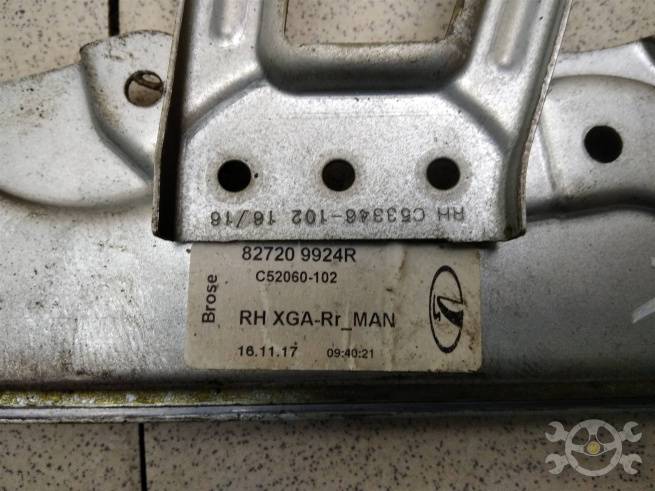 RH C53346-102 16/16
82720 9924R
C52060-102
Brose
RH XGA-Rr_MAN
16.11.17 09:40:21